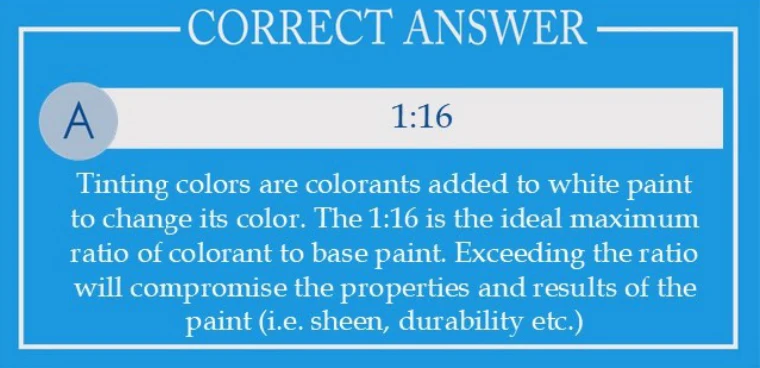 CORRECT ANSWER
A
1:16
Tinting colors are colorants added to white paint
to change its color. The 1:16 is the ideal maximum
ratio of colorant to base paint. Exceeding the ratio
will compromise the properties and results of the
paint (i.e. sheen, durability etc.)